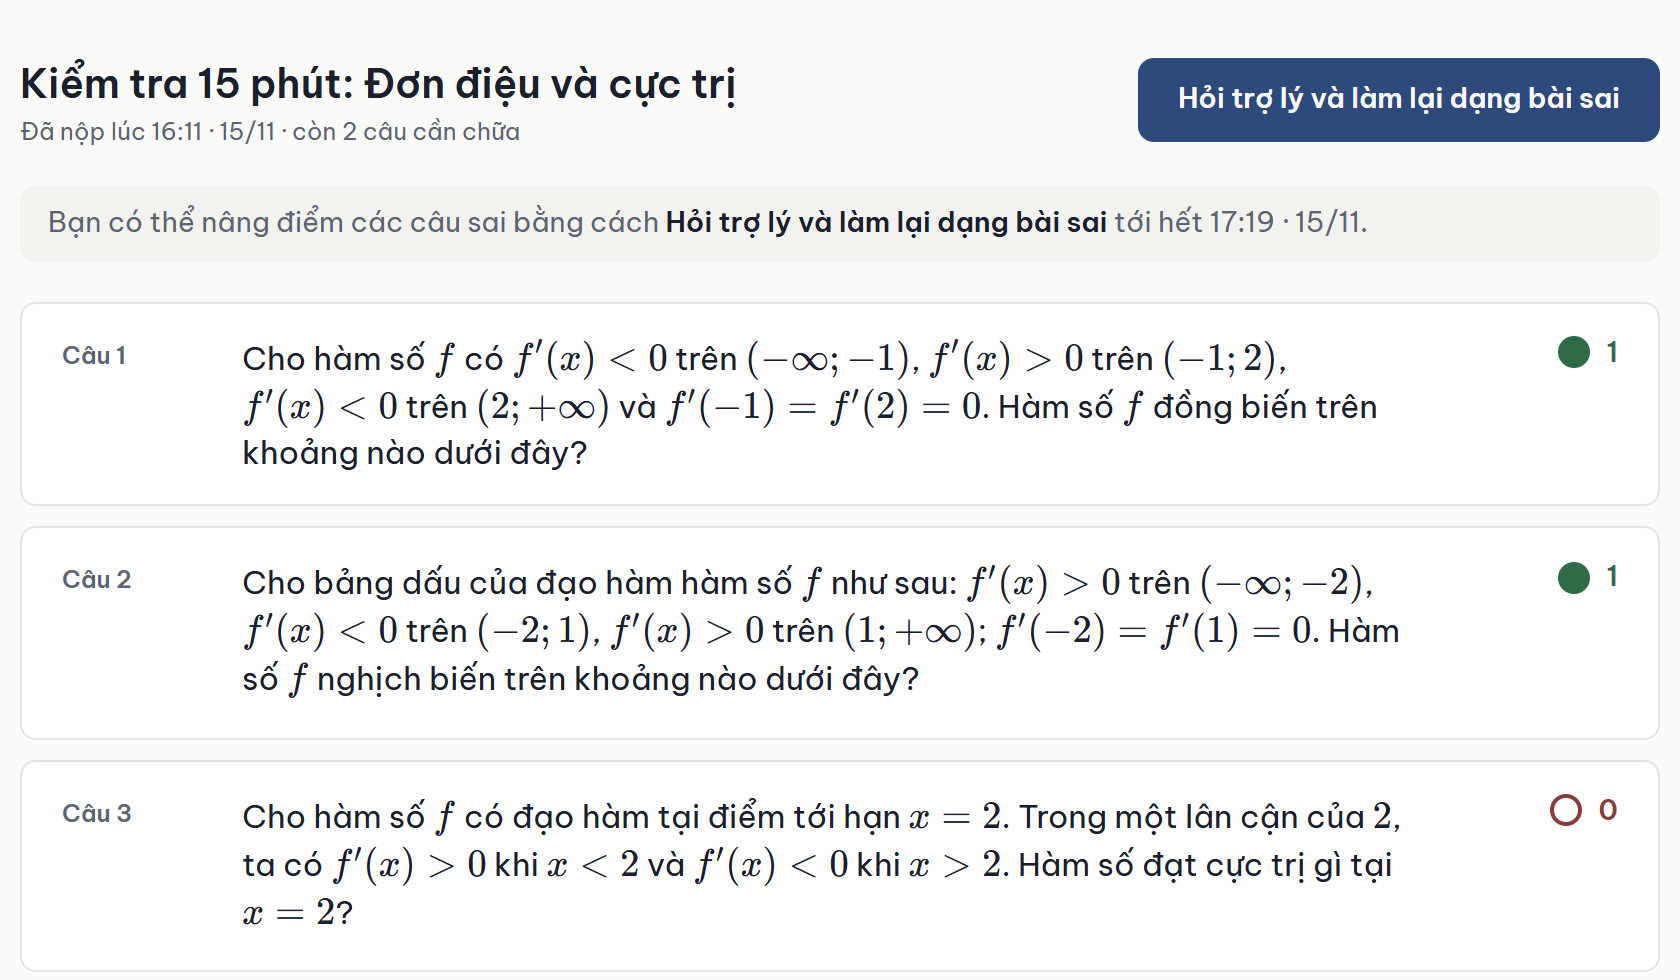 Kiểm tra 15 phút: Đơn điệu và cực trị
Đã nộp lúc 16:11 · 15/11 · còn 2 câu cần chữa
Hỏi trợ lý và làm lại dạng bài sai
Bạn có thể nâng điểm các câu sai bằng cách Hỏi trợ lý và làm lại dạng bài sai tới hết 17:19 · 15/11.
Câu 1
Cho hàm số f có f′(x) < 0 trên (−∞; −1), f′(x) > 0 trên (−1; 2),
f′(x) < 0 trên (2; +∞) và f′(−1) = f′(2) = 0. Hàm số f đồng biến trên
khoảng nào dưới đây?
1
Câu 2
Cho bảng dấu của đạo hàm hàm số f như sau: f′(x) > 0 trên (−∞; −2),
f′(x) < 0 trên (−2; 1), f′(x) > 0 trên (1; +∞); f′(−2) = f′(1) = 0. Hàm
số f nghịch biến trên khoảng nào dưới đây?
1
Câu 3
Cho hàm số f có đạo hàm tại điểm tới hạn x = 2. Trong một lân cận của 2,
ta có f′(x) > 0 khi x < 2 và f′(x) < 0 khi x > 2. Hàm số đạt cực trị gì tại
x = 2?
0